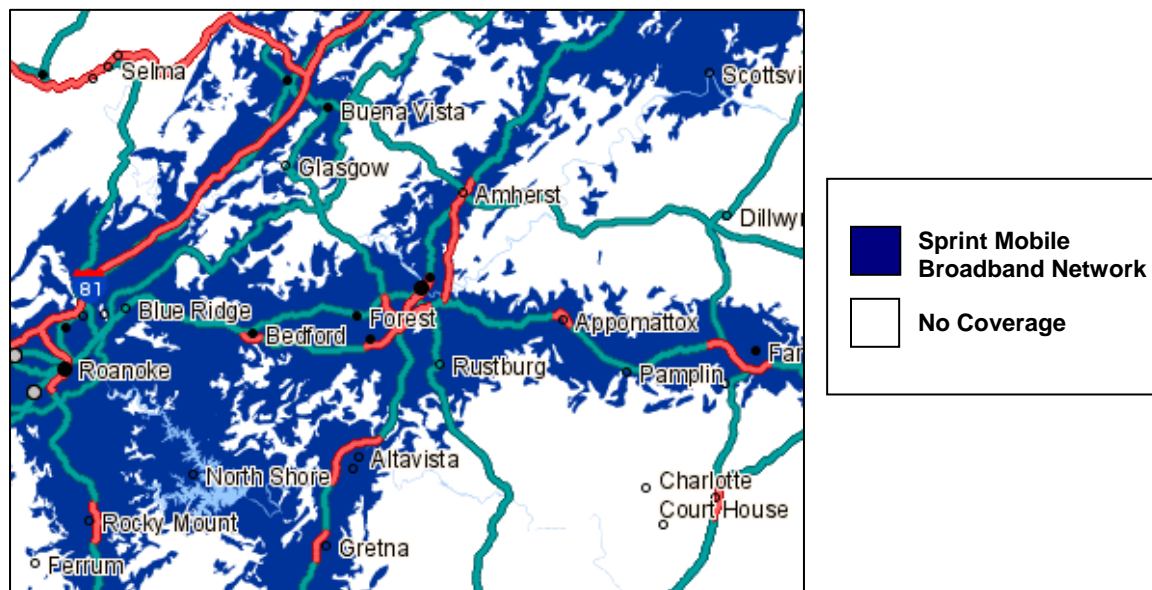 Selma
Scottsvi
Buena Vista
Glasgow
Amherst
Dillwyn
81
Blue Ridge
Forest
Appomattox
Bedford
Far
Roanoke
Rustburg
Pamplin
Altavista
North Shore
Charlotte
Court House
Rocky Mount
Gretna
Ferrum
Sprint Mobile
Broadband Network
No Coverage